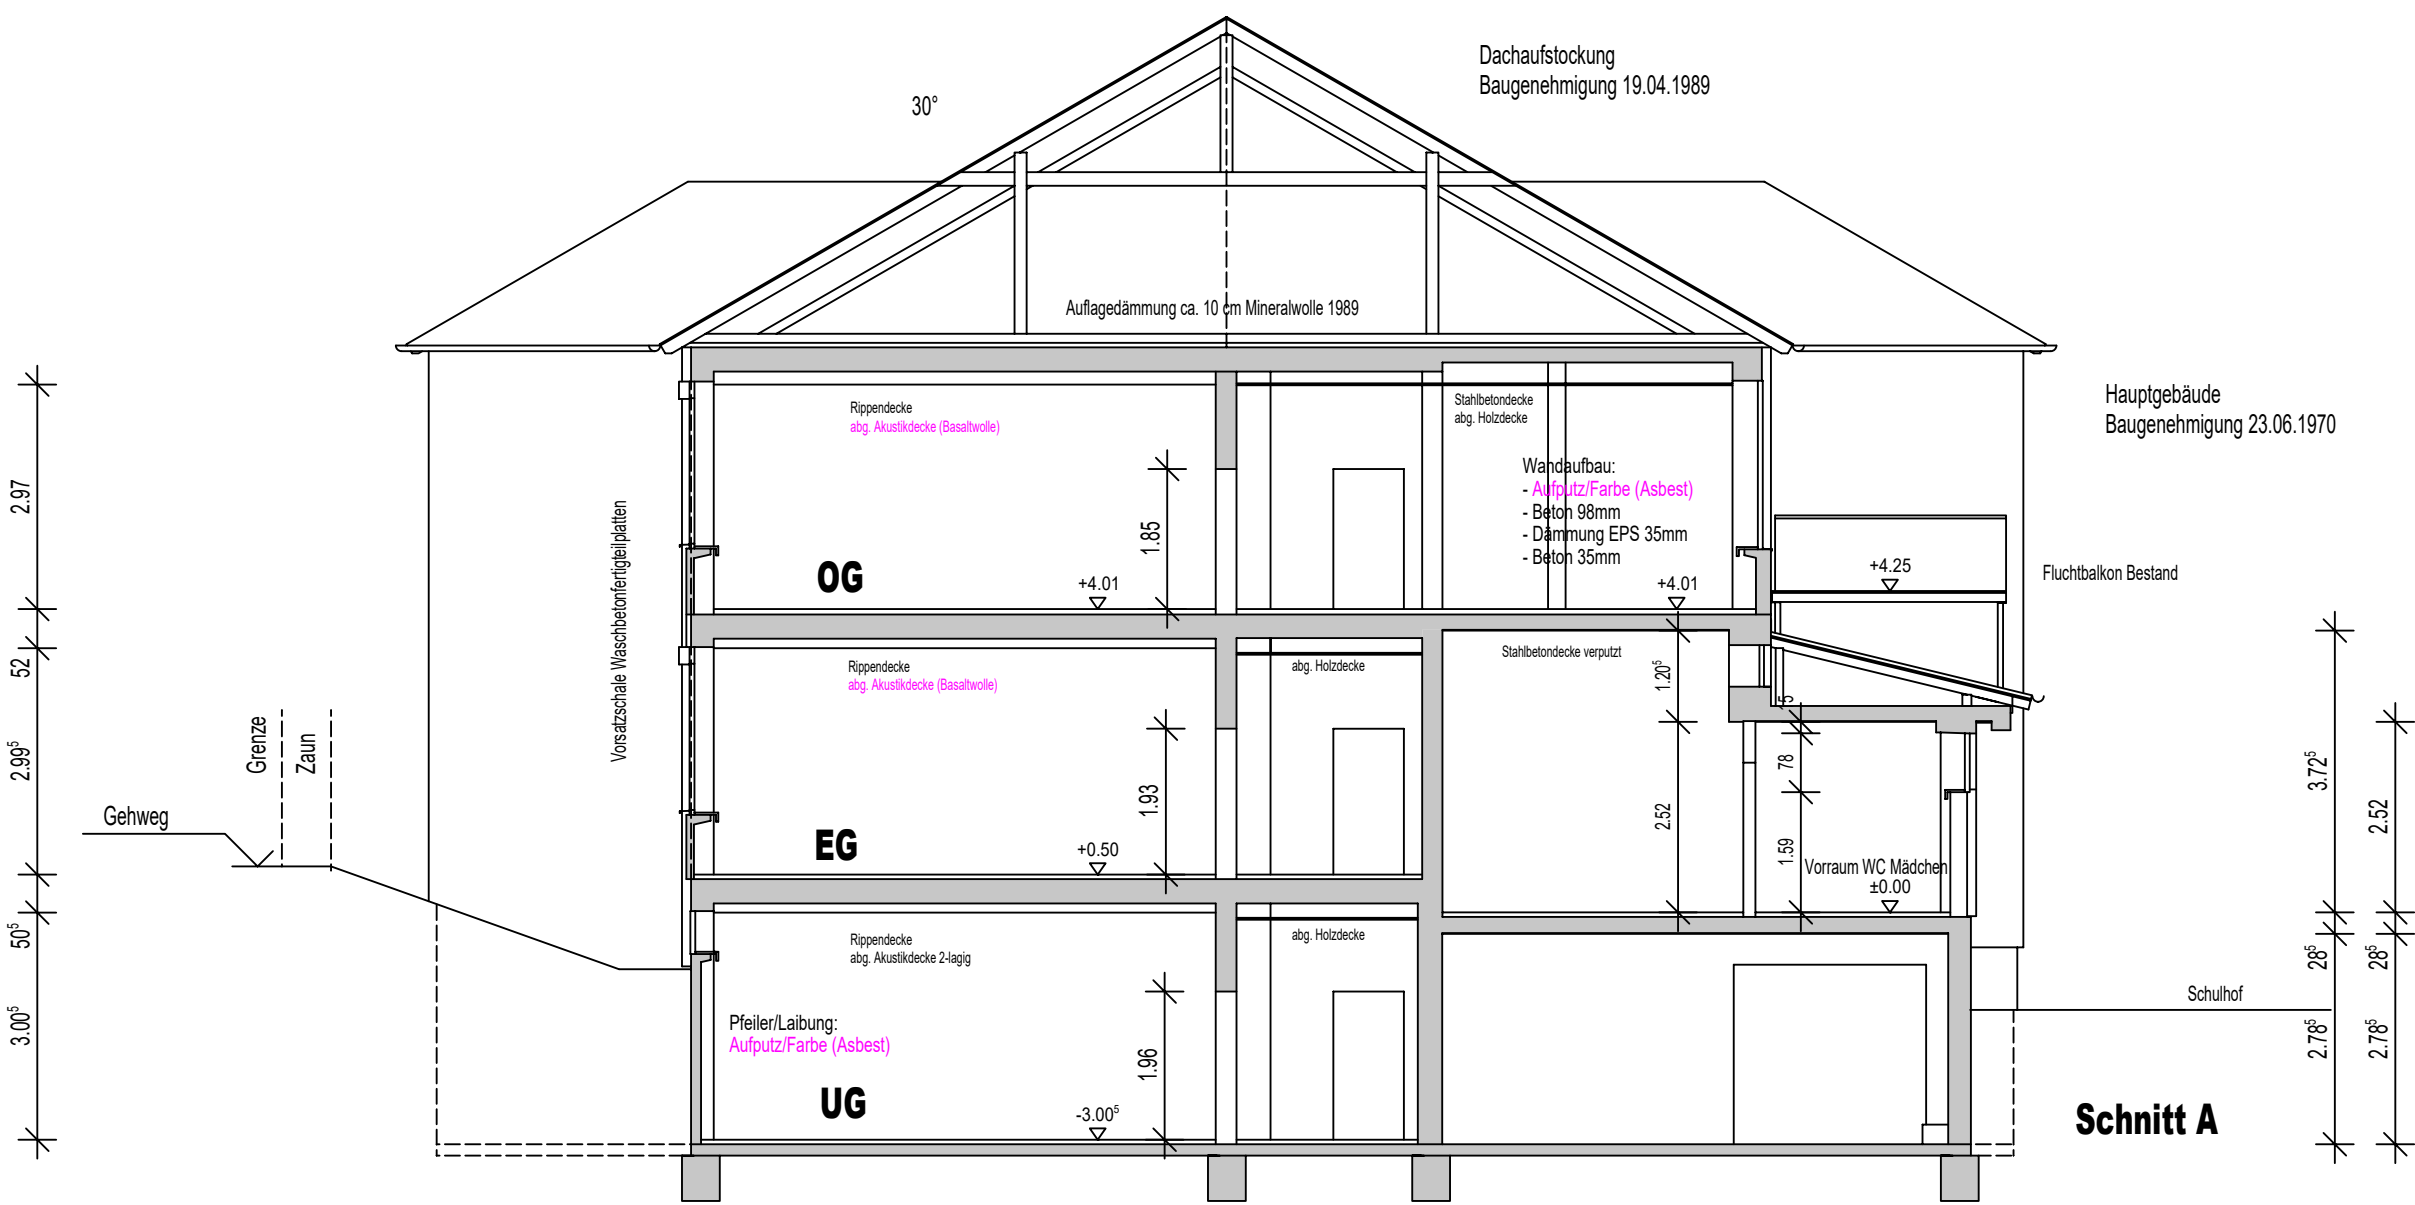 Dachaufstockung
Baugenehmigung 19.04.1989
30°
Auflagedämmung ca. 10 cm Mineralwolle 1989
Hauptgebäude
Baugenehmigung 23.06.1970
Rippendecke
abg. Akustikdecke (Basaltwolle)
Stahlbetondecke
abg. Holzdecke
Wandaufbau:
- Aufputz/Farbe (Asbest)
- Beton 98mm
- Dämmung EPS 35mm
- Beton 35mm
2.97
1.85
OG
+4.01
+4.01
+4.25
Fluchtbalkon Bestand
Vorsatzschale Waschbetonfertigteilplatten
52
Rippendecke
abg. Akustikdecke (Basaltwolle)
abg. Holzdecke
Stahlbetondecke verputzt
1.20⁵
15
Grenze
Zaun
2.99⁵
78
3.72⁵
1.93
2.52
2.52
Gehweg
EG
+0.50
1.59
Vorraum WC Mädchen
±0.00
50⁵
Rippendecke
abg. Akustikdecke 2-lagig
abg. Holzdecke
28⁵
28⁵
Schulhof
3.00⁵
Pfeiler/Laibung:
Aufputz/Farbe (Asbest)
1.96
2.78⁵
2.78⁵
UG
-3.00⁵
Schnitt A